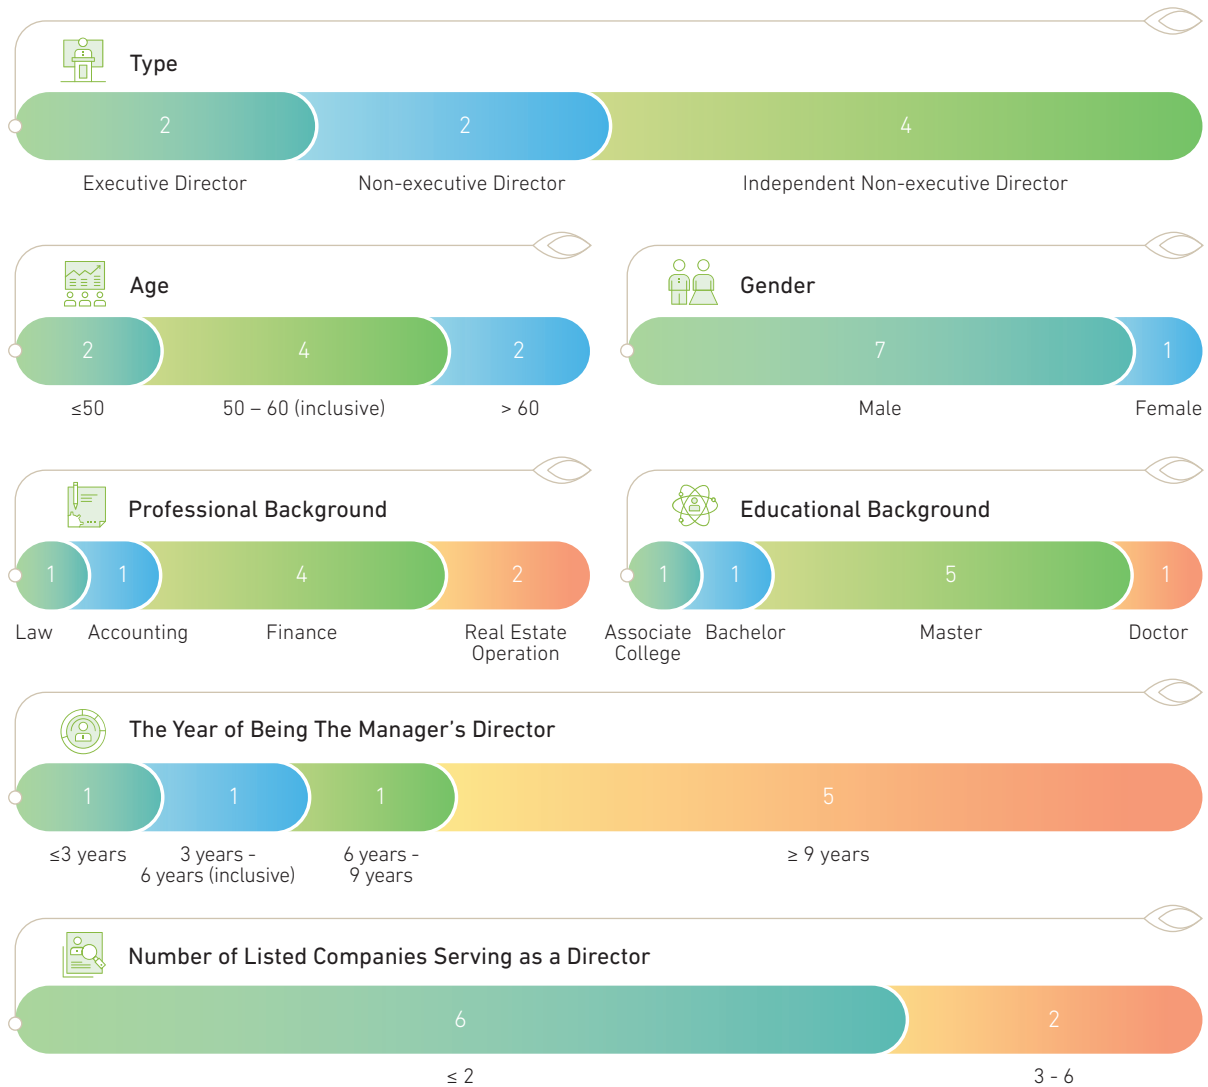 Type
2 2 4
Executive Director Non-executive Director Independent Non-executive Director
Age
2 4 2
≤50 50 – 60 (inclusive) > 60
Gender
7 1
Male Female
Professional Background
1 1 4 2
Law Accounting Finance Real Estate
Operation
Educational Background
1 1 5 1
Associate Bachelor Master Doctor
College
The Year of Being The Manager’s Director
1 1 1 5
≤3 years 3 years - 6 years - ≥ 9 years
6 years (inclusive) 9 years
Number of Listed Companies Serving as a Director
6 2
≤ 2 3 - 6